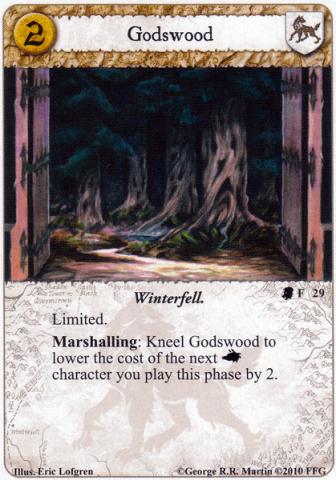 2
Godswood
Winterfell.
F 29
Limited.
Marshalling: Kneel Godswood to
lower the cost of the next
character you play this phase by 2.
Illus. Eric Lofgren ©George R.R. Martin ©2010 FFG